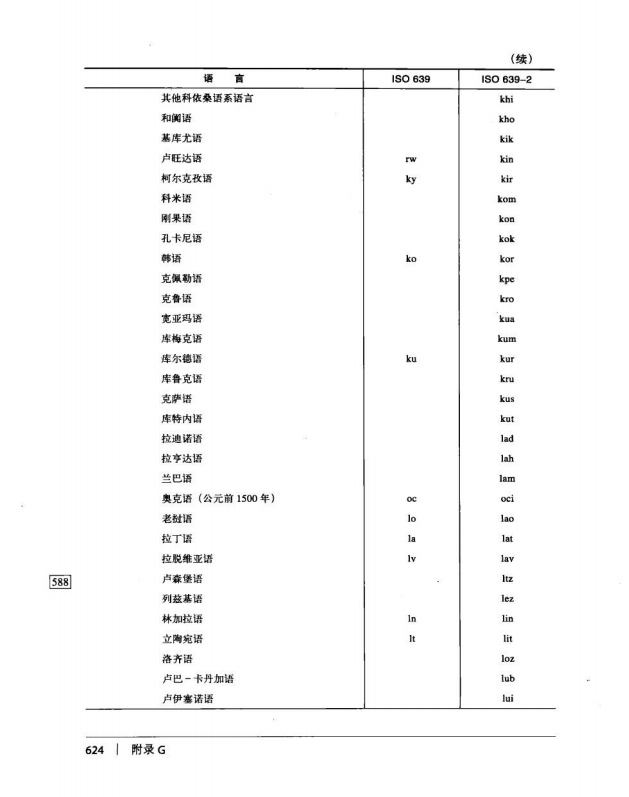 （续）
语 言 ISO 639 ISO 639–2
其他科依桑语系语言 khi
和阗语 kho
基库尤语 kik
卢旺达语 rw kin
柯尔克孜语 ky kir
科米语 kom
刚果语 kon
孔卡尼语 kok
韩语 ko kor
克佩勒语 kpe
克鲁语 kro
宽亚玛语 kua
库梅克语 kum
库尔德语 ku kur
库鲁克语 kru
克萨语 kus
库特内语 kut
拉迪诺语 lad
拉亨达语 lah
兰巴语 lam
奥克语（公元前 1500 年） oc oci
老挝语 lo lao
拉丁语 la lat
拉脱维亚语 lv lav
卢森堡语 ltz
列兹基语 lez
林加拉语 ln lin
立陶宛语 lt lit
洛齐语 loz
卢巴－卡丹加语 lub
卢伊塞诺语 lui
588
624 | 附录 G